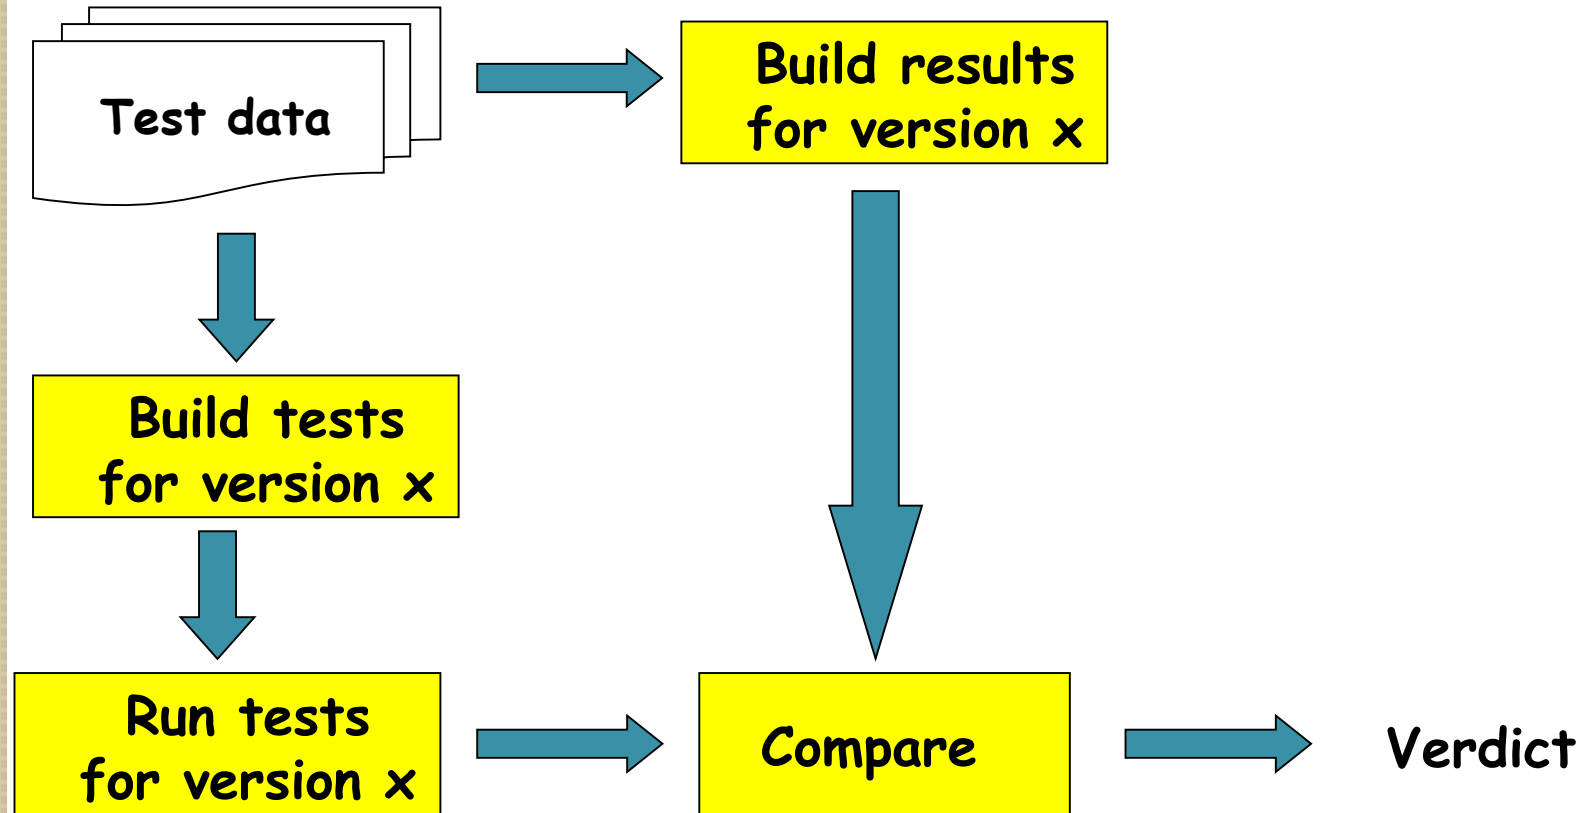 Test data
Build results
for version x
Build tests
for version x
Run tests
for version x
Compare
Verdict